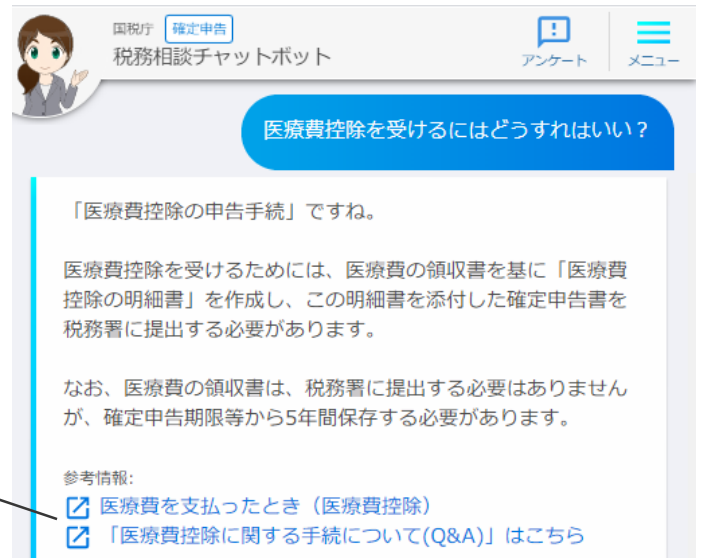 国税庁 確定申告
税務相談チャットボット
アンケート
メニュー
医療費控除を受けるにはどうすればいい？
「医療費控除の申告手続」ですね。
医療費控除を受けるためには、医療費の領収書を基に「医療費
控除の明細書」を作成し、この明細書を添付した確定申告書を
税務署に提出する必要があります。
なお、医療費の領収書は、税務署に提出する必要はありません
が、確定申告期限等から5年間保存する必要があります。
参考情報:
医療費を支払ったとき（医療費控除）
「医療費控除に関する手続について(Q&A)」はこちら